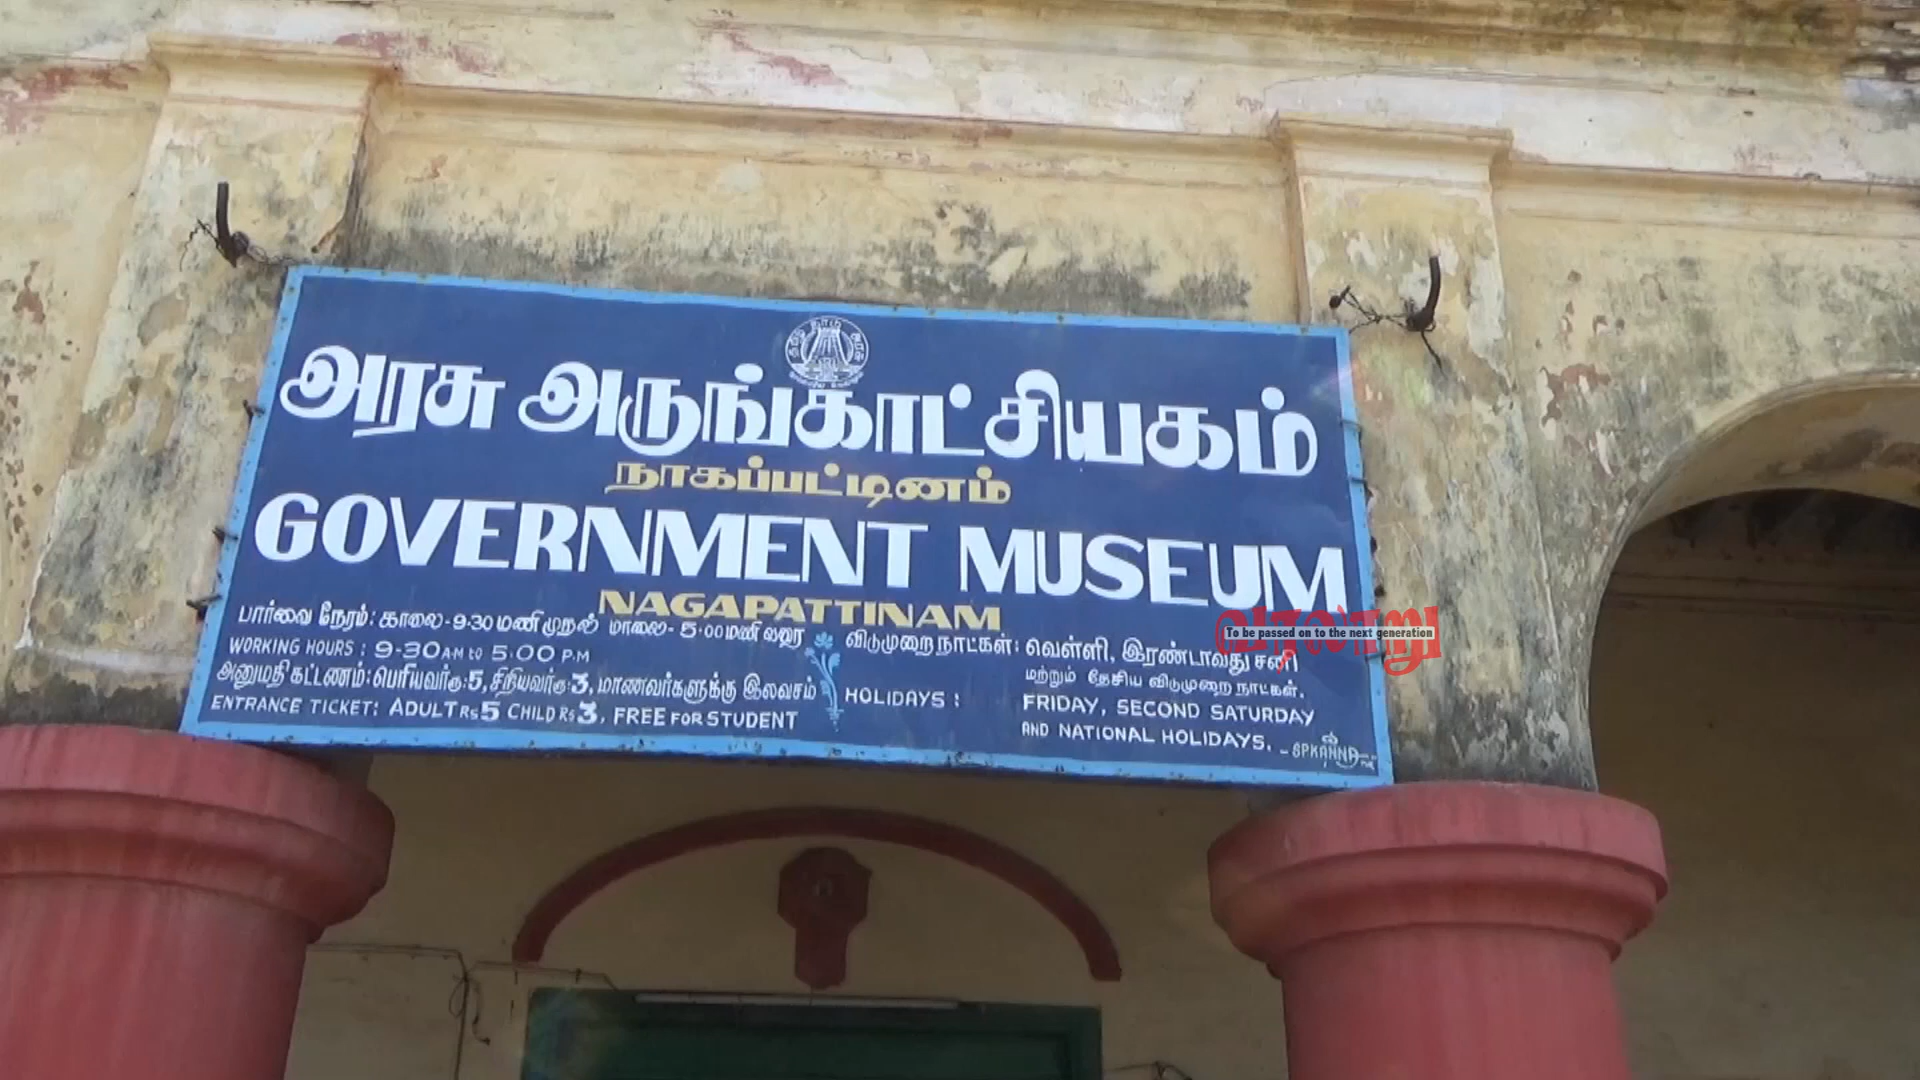 அரசு அருங்காட்சியகம்
நாகப்பட்டினம்
GOVERNMENT MUSEUM
NAGAPATTINAM
பார்வை நேரம்: காலை-9.30 மணி முதல் மாலை-5.00 மணி வரை
WORKING HOURS : 9-30 AM to 5.00 P.M
அனுமதி கட்டணம்: பெரியவர் ரூ:5, சிறியவர் ரூ:3, மாணவர்களுக்கு இலவசம்
ENTRANCE TICKET: ADULT Rs 5 CHILD Rs 3, FREE FOR STUDENT
விடுமுறை நாட்கள்: வெள்ளி, இரண்டாவது சனி
மற்றும் தேசிய விடுமுறை நாட்கள்.
HOLIDAYS : FRIDAY, SECOND SATURDAY
AND NATIONAL HOLIDAYS.
-SPKANNA
வரலாறு
To be passed on to the next generation